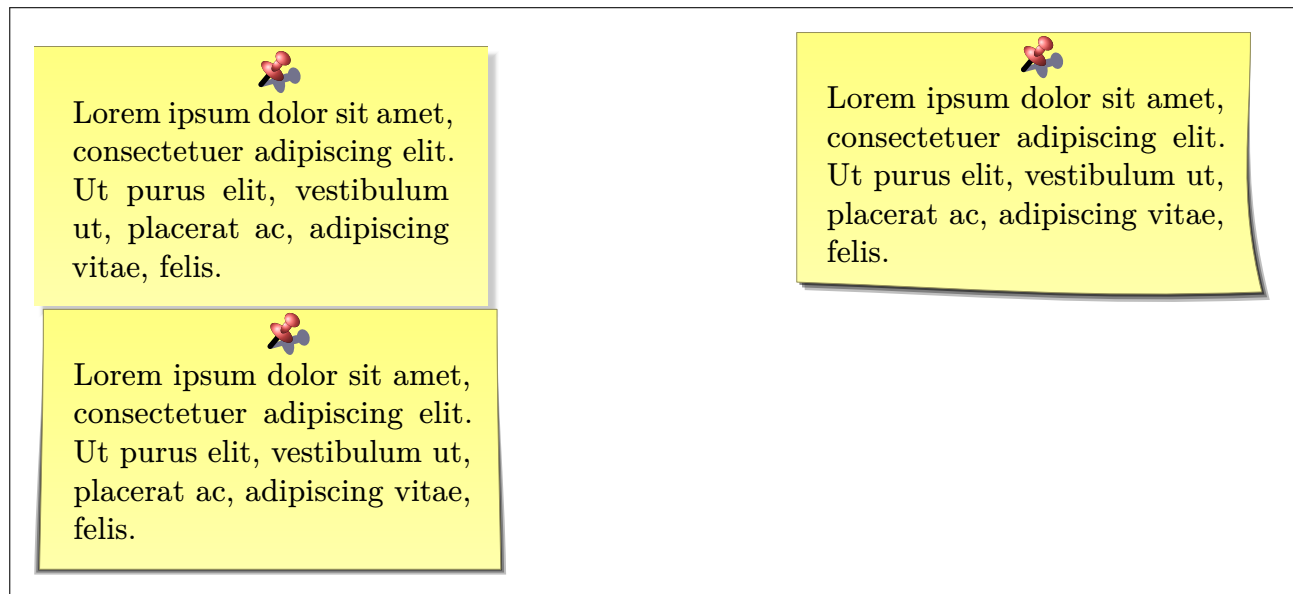 Lorem ipsum dolor sit amet,
consectetuer adipiscing elit.
Ut purus elit, vestibulum
ut, placerat ac, adipiscing
vitae, felis.
Lorem ipsum dolor sit amet,
consectetuer adipiscing elit.
Ut purus elit, vestibulum ut,
placerat ac, adipiscing vitae,
felis.
Lorem ipsum dolor sit amet,
consectetuer adipiscing elit.
Ut purus elit, vestibulum ut,
placerat ac, adipiscing vitae,
felis.